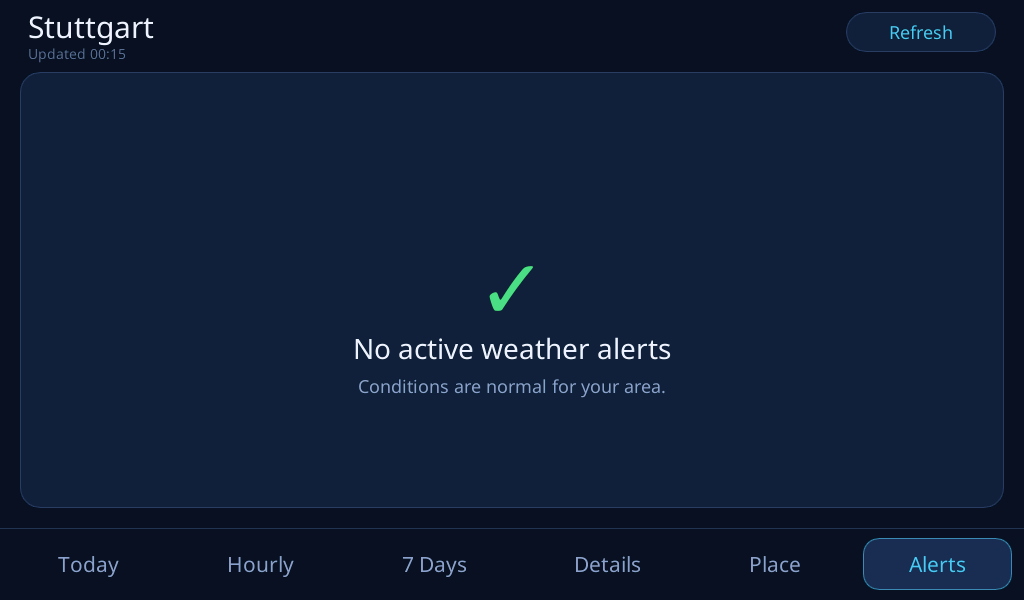 Stuttgart
Updated 00:15
Refresh
✓
No active weather alerts
Conditions are normal for your area.
Today
Hourly
7 Days
Details
Place
Alerts